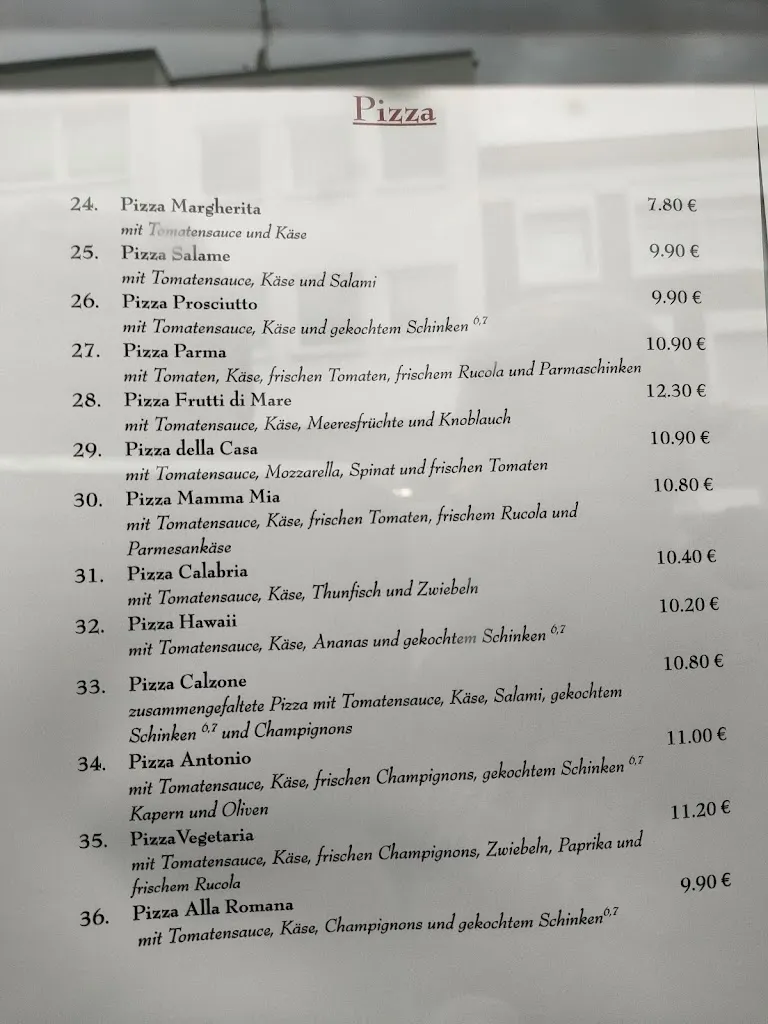 Pizza
24. Pizza Margherita 7.80 €
mit Tomatensauce und Käse
25. Pizza Salame 9.90 €
mit Tomatensauce, Käse und Salami
26. Pizza Prosciutto 9.90 €
mit Tomatensauce, Käse und gekochtem Schinken 6,7
27. Pizza Parma 10.90 €
mit Tomaten, Käse, frischen Tomaten, frischem Rucola und Parmaschinken
28. Pizza Frutti di Mare 12.30 €
mit Tomatensauce, Käse, Meeresfrüchte und Knoblauch
29. Pizza della Casa 10.90 €
mit Tomatensauce, Mozzarella, Spinat und frischen Tomaten
30. Pizza Mamma Mia 10.80 €
mit Tomatensauce, Käse, frischen Tomaten, frischem Rucola und
Parmesankäse
31. Pizza Calabria 10.40 €
mit Tomatensauce, Käse, Thunfisch und Zwiebeln
32. Pizza Hawaii 10.20 €
mit Tomatensauce, Käse, Ananas und gekochtem Schinken 6,7
33. Pizza Calzone 10.80 €
zusammengefaltete Pizza mit Tomatensauce, Käse, Salami, gekochtem
Schinken 6,7 und Champignons
34. Pizza Antonio 11.00 €
mit Tomatensauce, Käse, frischen Champignons, gekochtem Schinken 6,7
Kapern und Oliven
35. PizzaVegetaria 11.20 €
mit Tomatensauce, Käse, frischen Champignons, Zwiebeln, Paprika und
frischem Rucola
36. Pizza Alla Romana 9.90 €
mit Tomatensauce, Käse, Champignons und gekochtem Schinken6,7